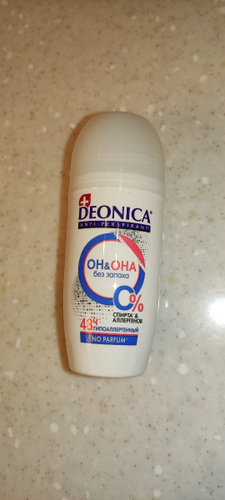 DEONICA
ANTI-PERSPIRANT
ОН&ОНА
без запаха
0%
СПИРТА &
АЛЛЕРГЕНОВ
48Ч ГИПОАЛЛЕРГЕННЫЙ
NO PARFUM